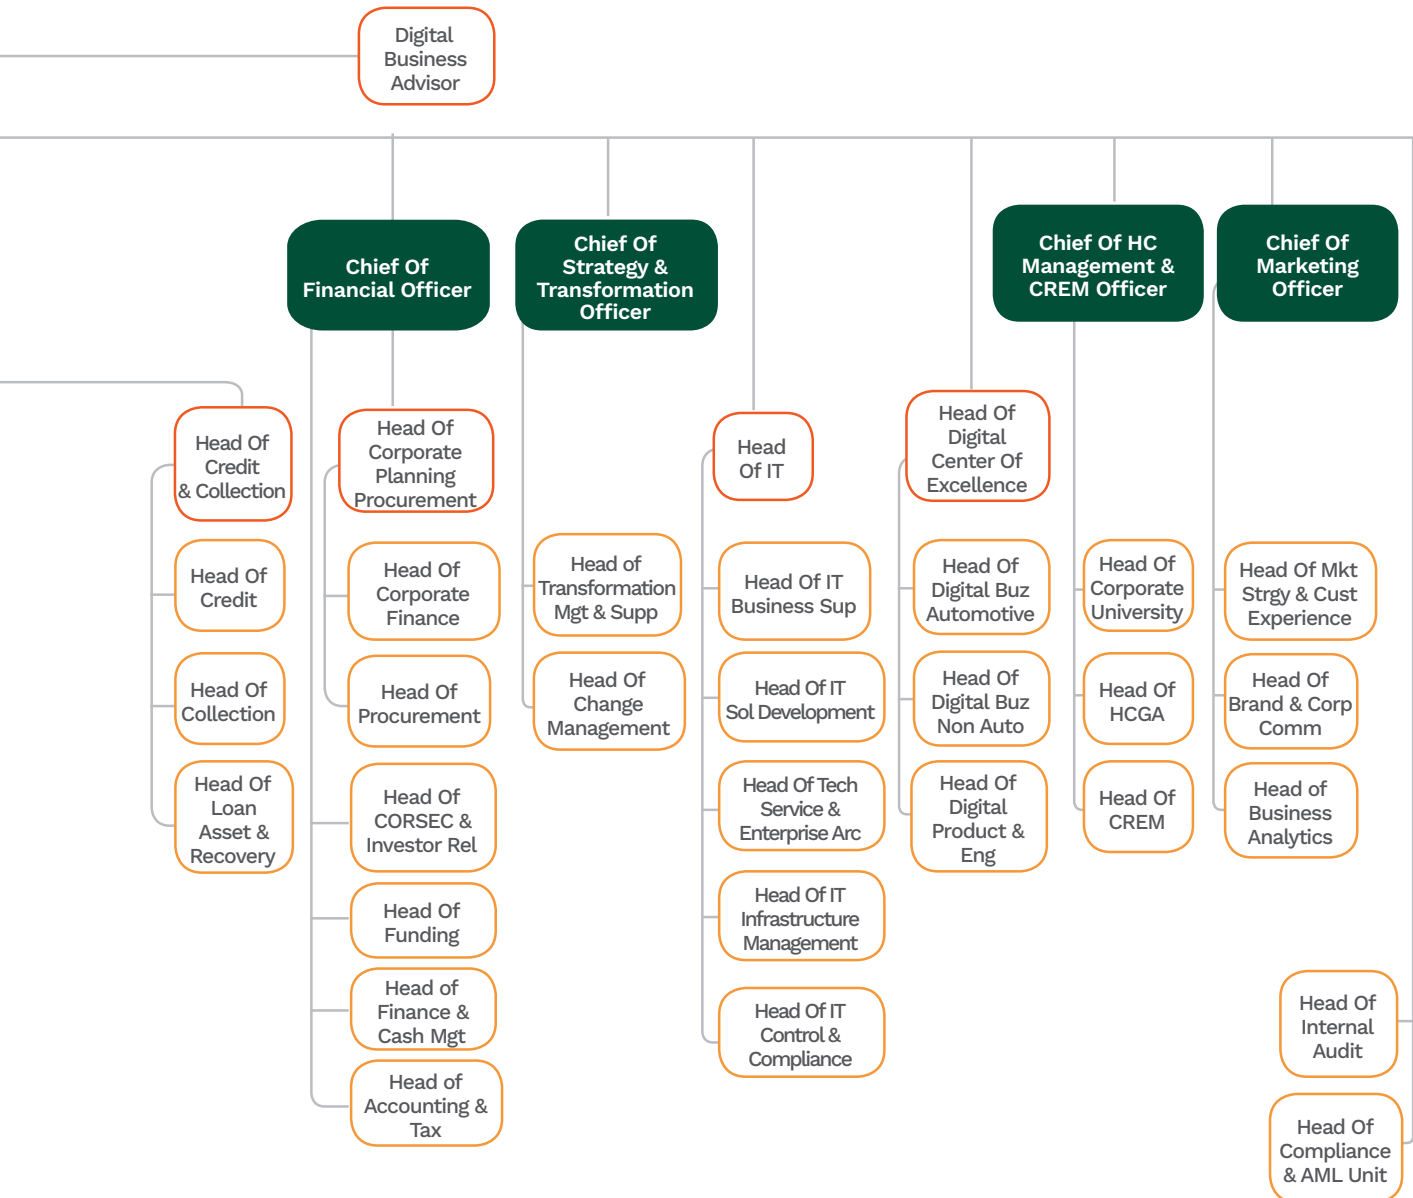 Digital
Business
Advisor
Chief Of
Financial Officer
Chief Of
Strategy &
Transformation
Officer
Chief Of HC
Management &
CREM Officer
Chief Of
Marketing
Officer
Head Of
Credit
& Collection
Head Of
Credit
Head Of
Collection
Head Of
Loan
Asset &
Recovery
Head Of
Corporate
Planning
Procurement
Head Of
Corporate
Finance
Head Of
Procurement
Head Of
CORSEC &
Investor Rel
Head Of
Funding
Head of
Finance &
Cash Mgt
Head of
Accounting &
Tax
Head of
Transformation
Mgt & Supp
Head Of
Change
Management
Head
Of IT
Head Of IT
Business Sup
Head Of IT
Sol Development
Head Of Tech
Service &
Enterprise Arc
Head Of IT
Infrastructure
Management
Head Of IT
Control &
Compliance
Head Of
Digital
Center Of
Excellence
Head Of
Digital Buz
Automotive
Head Of
Digital Buz
Non Auto
Head Of
Digital
Product &
Eng
Head Of
Corporate
University
Head Of
HCGA
Head Of
CREM
Head Of Mkt
Strgy & Cust
Experience
Head Of
Brand & Corp
Comm
Head of
Business
Analytics
Head Of
Internal
Audit
Head Of
Compliance
& AML Unit